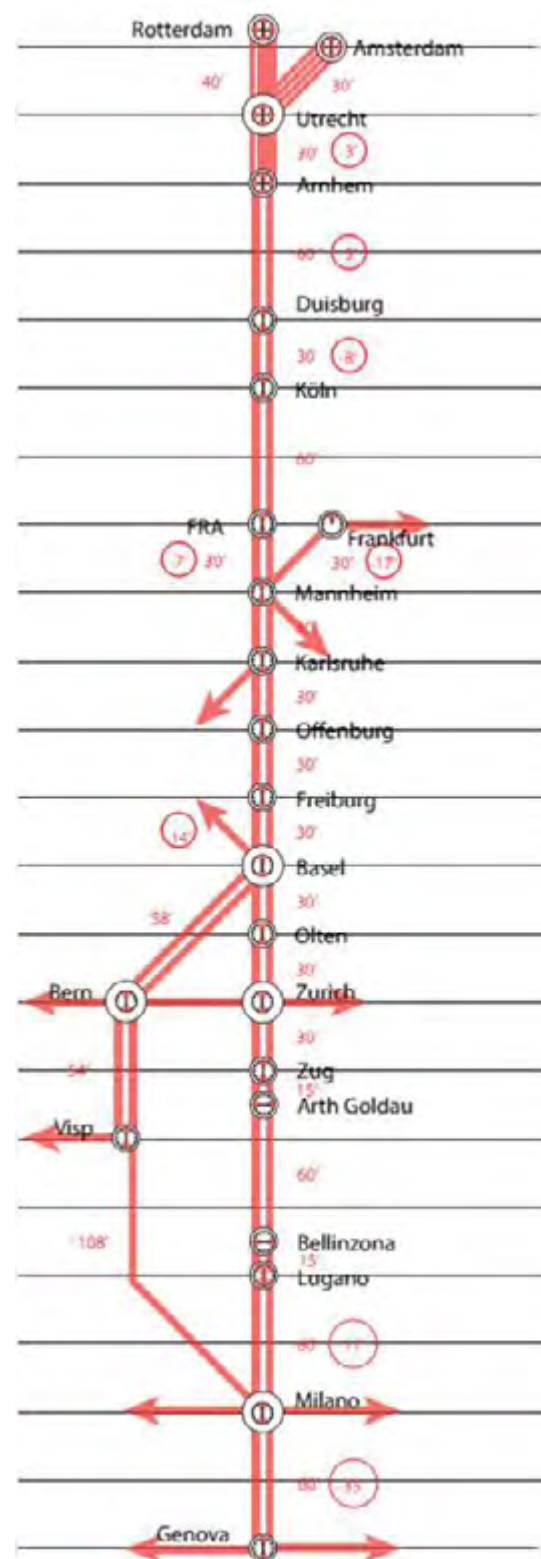 Rotterdam
Amsterdam
40'
30'
Utrecht
30' 3'
Arnhem
60'
Duisburg
30 8'
Köln
60'
FRA
Frankfurt
7' 30'
30' 17'
Mannheim
Karlsruhe
30'
Offenburg
30'
Freiburg
14'
30'
Basel
30'
58'
Olten
30'
Bern
Zurich
30'
54'
Zug
15'
Arth Goldau
Visp
60'
108'
Bellinzona
15'
Lugano
Milano
Genova